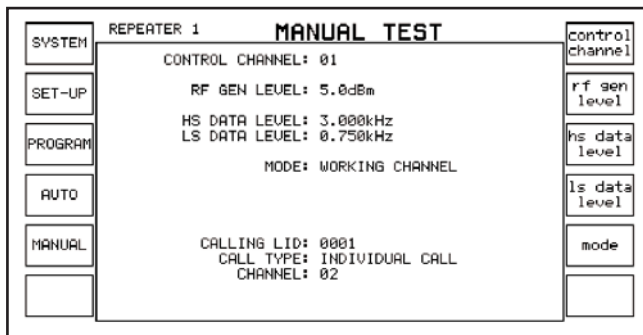 REPEATER 1
MANUAL TEST
SYSTEM
SET-UP
PROGRAM
AUTO
MANUAL
CONTROL CHANNEL: 01
RF GEN LEVEL: 5.0dBm
HS DATA LEVEL: 3.000kHz
LS DATA LEVEL: 0.750kHz
MODE: WORKING CHANNEL
CALLING LID: 0001
CALL TYPE: INDIVIDUAL CALL
CHANNEL: 02
control
channel
rf gen
level
hs data
level
ls data
level
mode